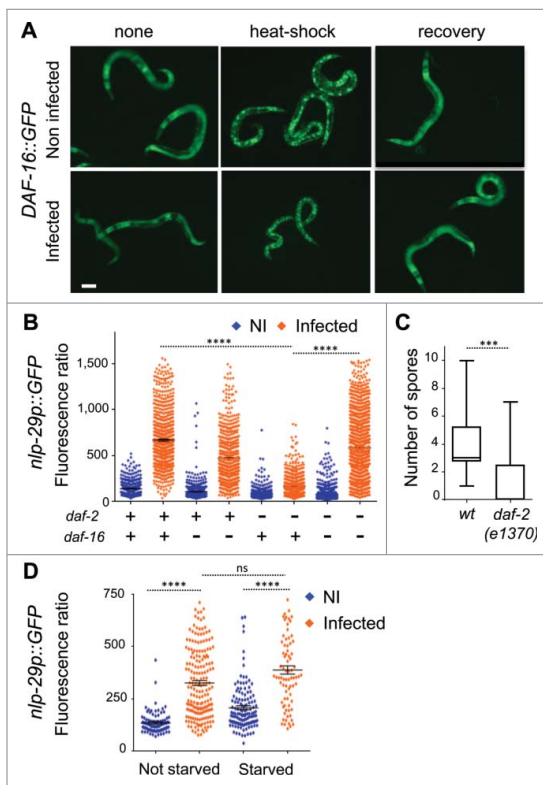 A
none heat-shock recovery
DAF-16::GFP
Non infected
Infected
B
NI Infected
nlp-29p::GFP
Fluorescence ratio
1,500
1,000
500
0
**** ****
daf-2 + + + + - - - -
daf-16 + + - - + + - -
C
Number of spores
10
8
6
4
2
0
***
wt daf-2
(e1370)
D
nlp-29p::GFP
Fluorescence ratio
750
500
250
0
ns
**** ****
NI
Infected
Not starved Starved